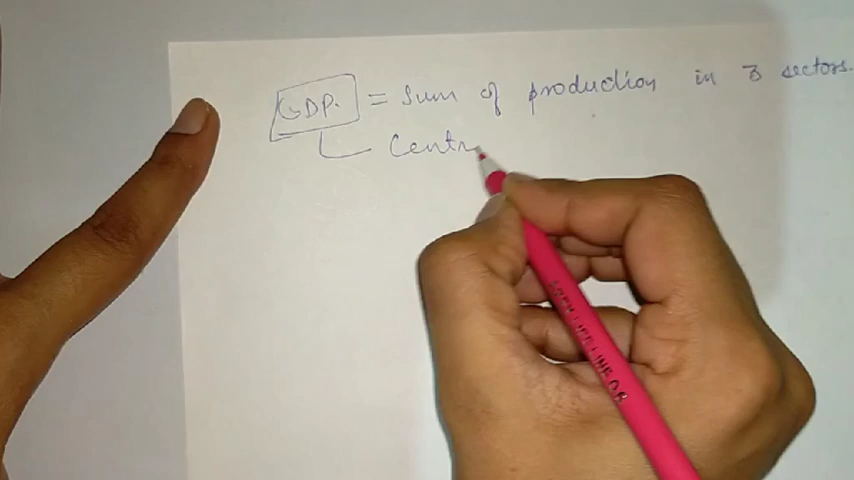 GDP. = Sum of production in 3 sectors.
Centr